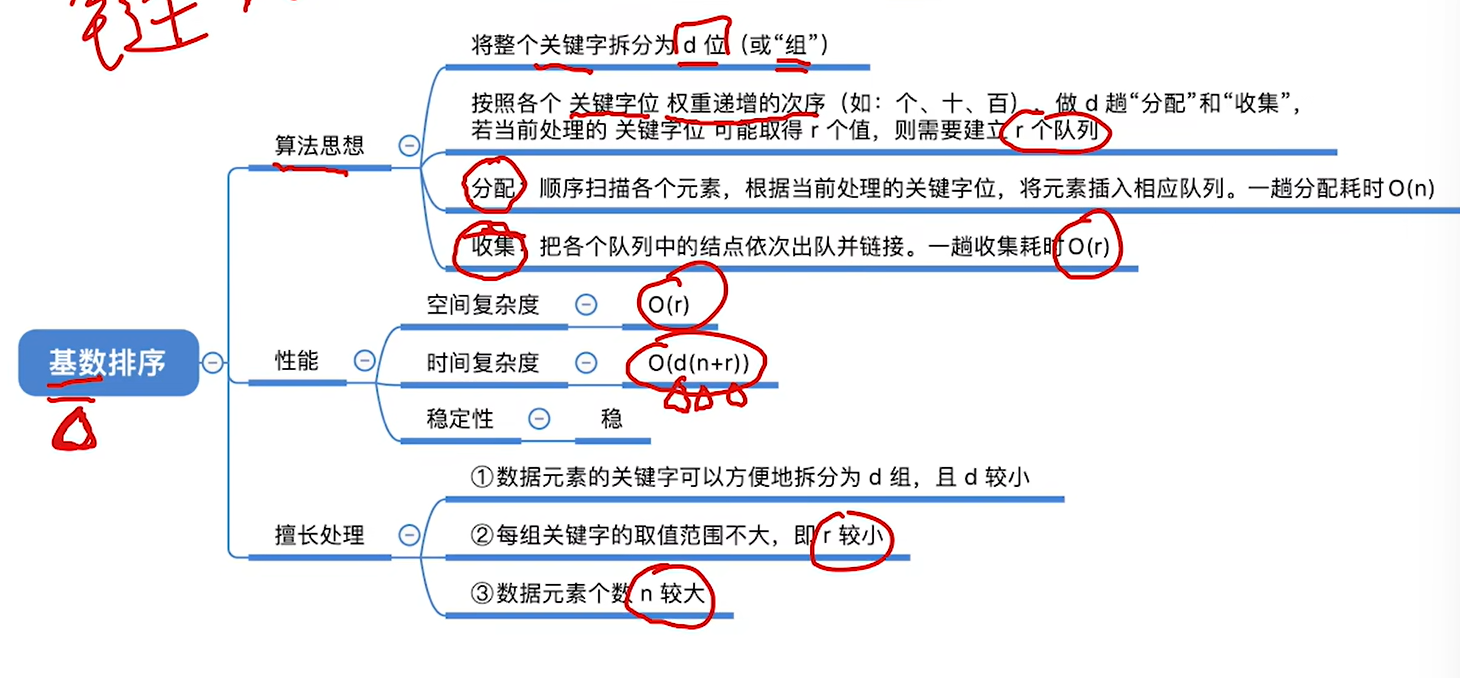 将整个关键字拆分为 d 位（或“组”）
按照各个 关键字位 权重递增的次序（如：个、十、百），做 d 趟“分配”和“收集”，
若当前处理的 关键字位 可能取得 r 个值，则需要建立 r 个队列
算法思想
分配：顺序扫描各个元素，根据当前处理的关键字位，将元素插入相应队列。一趟分配耗时O(n)
收集：把各个队列中的结点依次出队并链接。一趟收集耗时O(r)
空间复杂度 O(r)
基数排序
性能
时间复杂度 O(d(n+r))
稳定性 稳
①数据元素的关键字可以方便地拆分为 d 组，且 d 较小
擅长处理
②每组关键字的取值范围不大，即 r 较小
③数据元素个数 n 较大